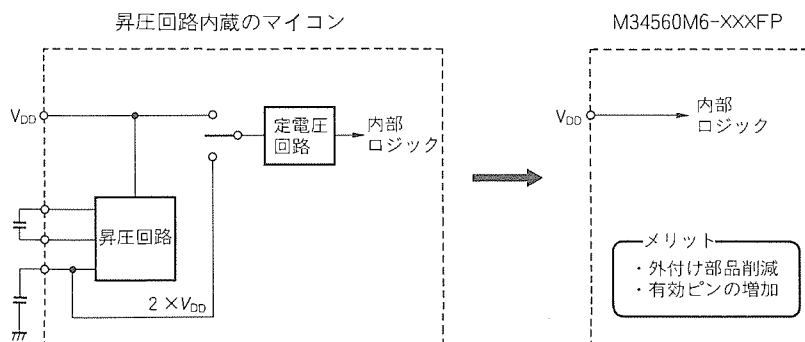 昇圧回路内蔵のマイコン
M34560M6-XXXFP
VDD
定電圧
回路
内部
ロジック
昇圧回路
2×VDD
VDD
内部
ロジック
メリット
・外付け部品削減
・有効ピンの増加